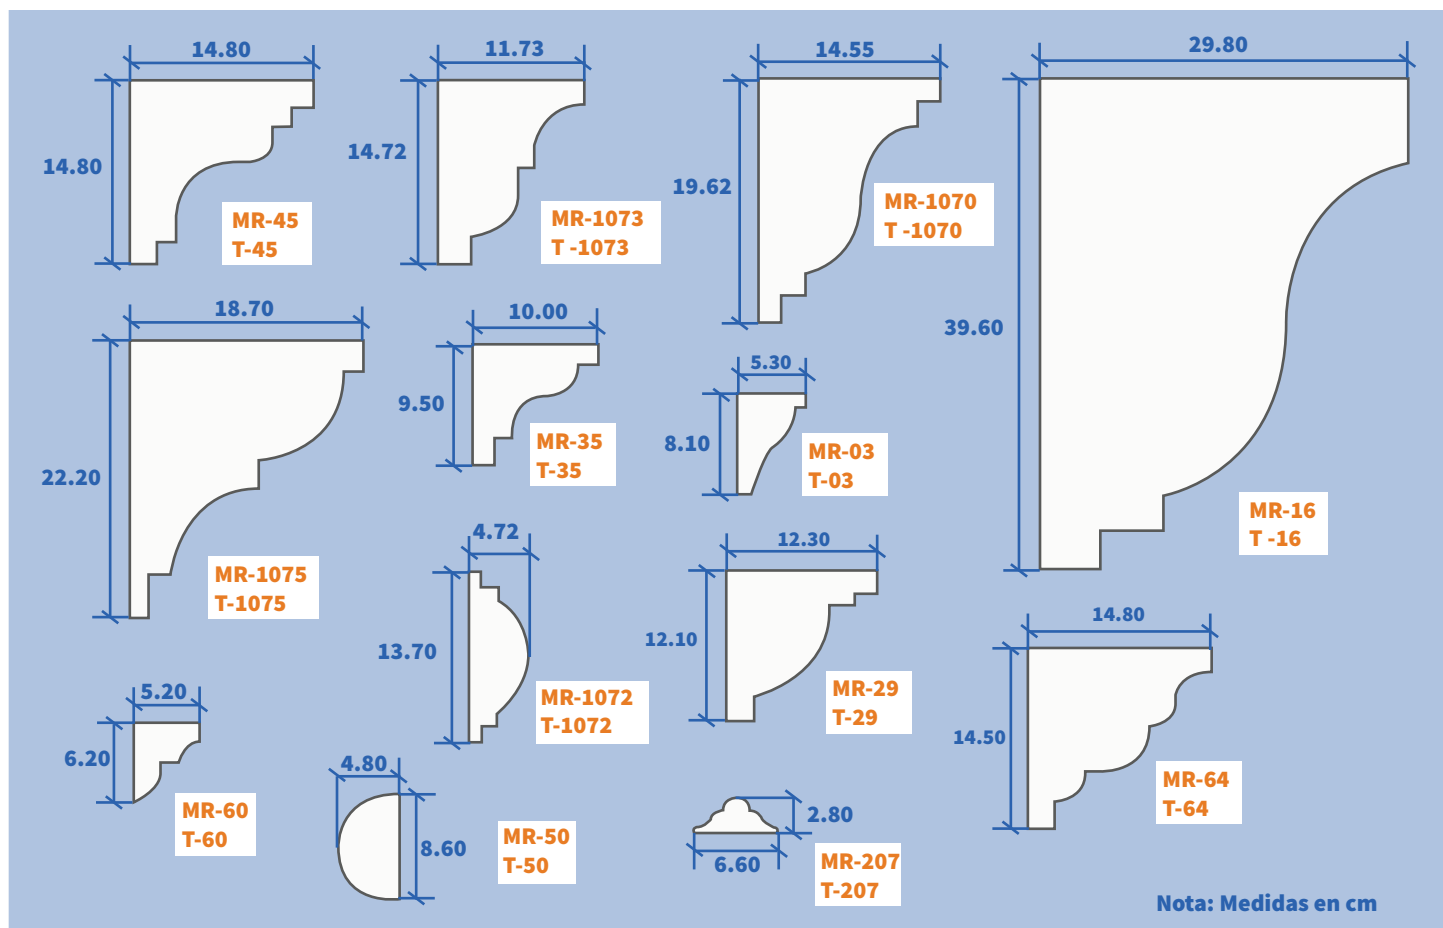 14.80
14.80
MR-45
T-45
11.73
14.72
MR-1073
T -1073
14.55
19.62
MR-1070
T -1070
29.80
39.60
MR-16
T -16
18.70
22.20
MR-1075
T-1075
10.00
9.50
MR-35
T-35
5.30
8.10
MR-03
T-03
4.72
13.70
MR-1072
T-1072
12.30
12.10
MR-29
T-29
14.80
14.50
MR-64
T-64
5.20
6.20
MR-60
T-60
4.80
8.60
MR-50
T-50
2.80
6.60
MR-207
T-207
Nota: Medidas en cm